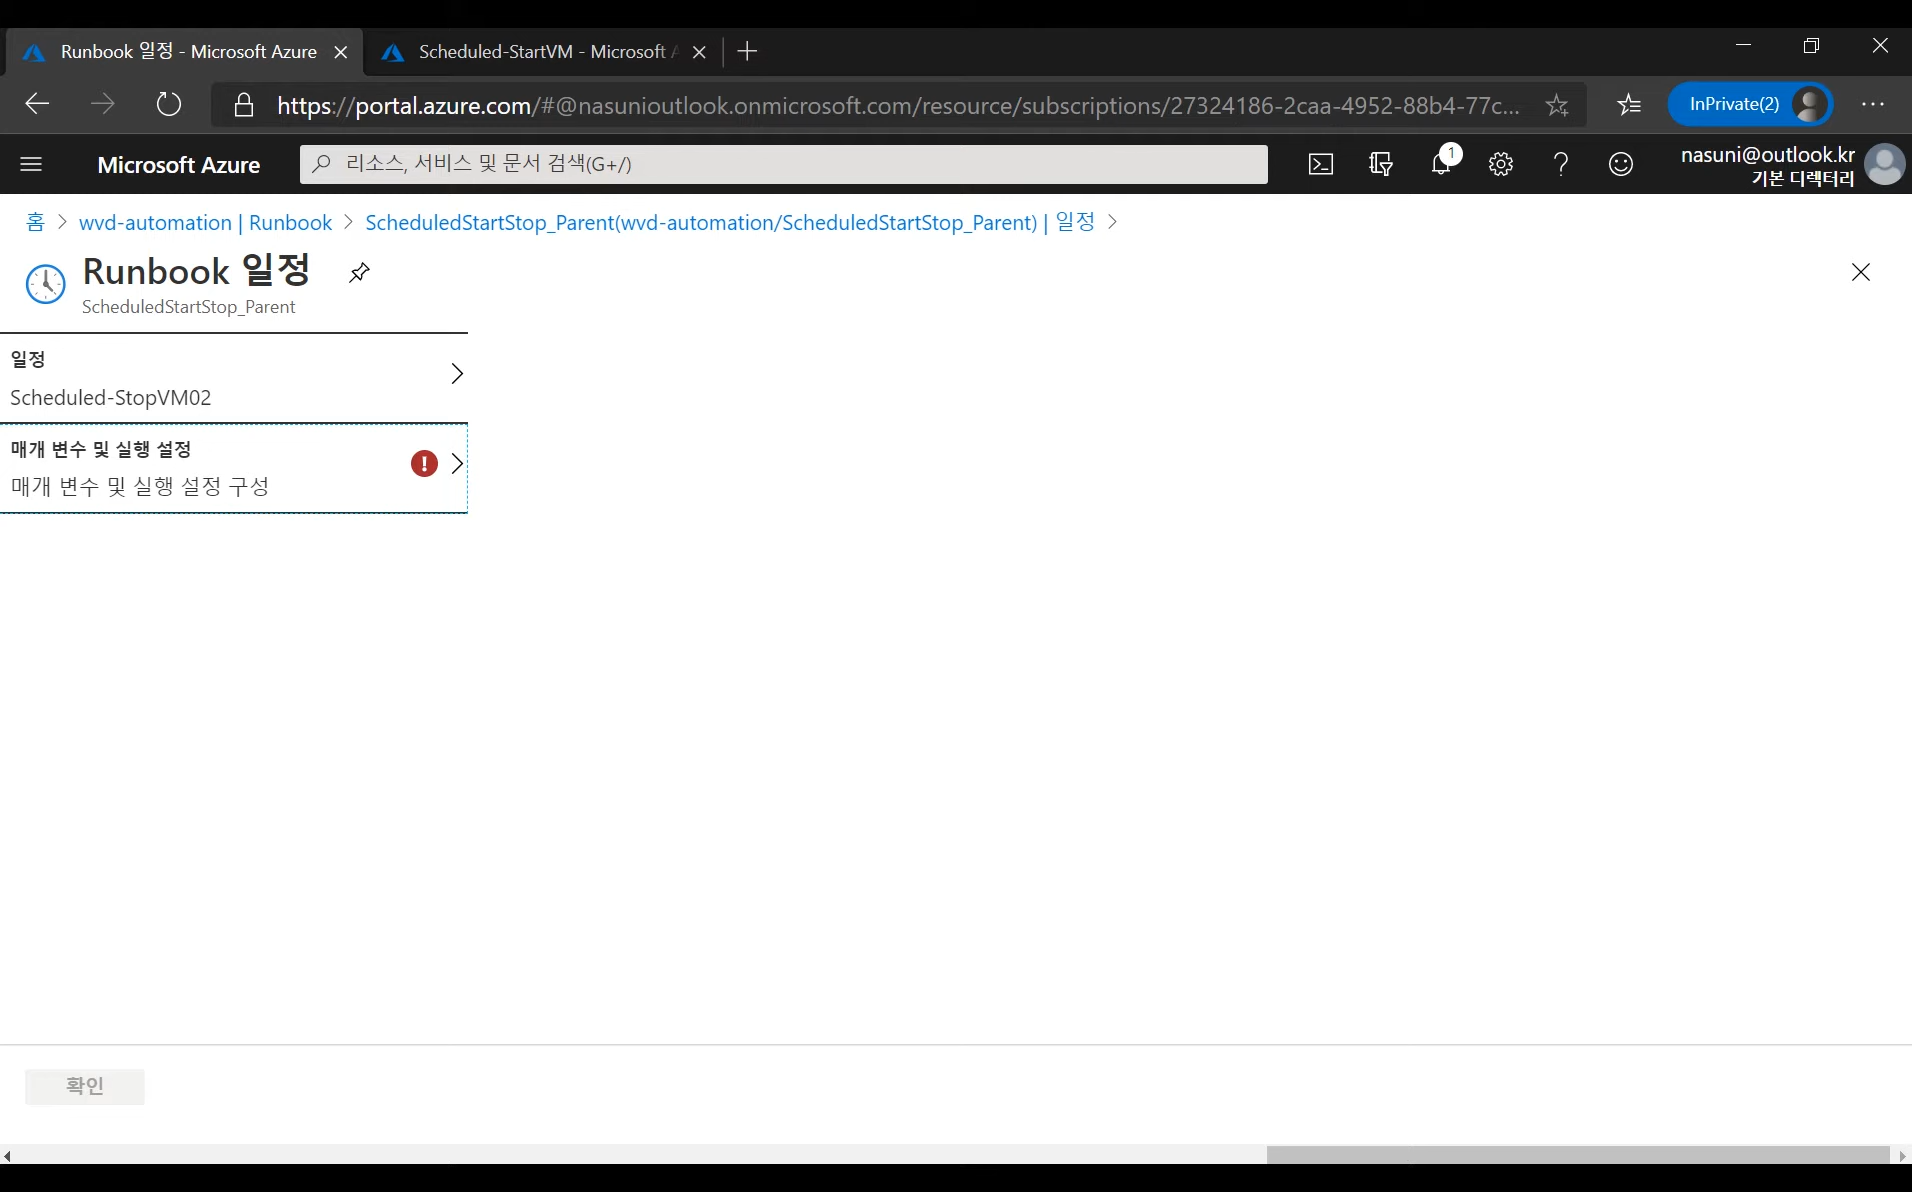 Runbook 일정 - Microsoft Azure
Scheduled-StartVM - Microsoft A
https://portal.azure.com/#@nasunioutlook.onmicrosoft.com/resource/subscriptions/27324186-2caa-4952-88b4-77c...
InPrivate(2)
Microsoft Azure
리소스, 서비스 및 문서 검색(G+/)
1
nasuni@outlook.kr
기본 디렉터리
홈 > wvd-automation | Runbook > ScheduledStartStop_Parent(wvd-automation/ScheduledStartStop_Parent) | 일정 >
Runbook 일정
ScheduledStartStop_Parent
일정
Scheduled-StopVM02
매개 변수 및 실행 설정
매개 변수 및 실행 설정 구성
확인